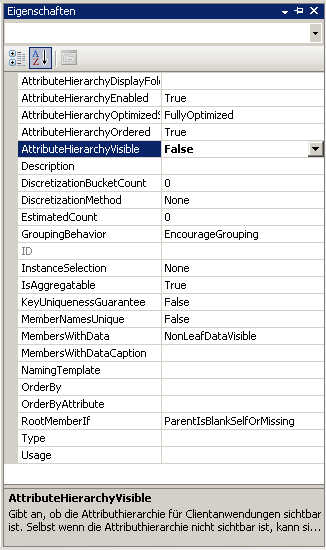 Eigenschaften
AttributeHierarchyDisplayFol
AttributeHierarchyEnabled True
AttributeHierarchyOptimizedS FullyOptimized
AttributeHierarchyOrdered True
AttributeHierarchyVisible False
Description
DiscretizationBucketCount 0
DiscretizationMethod None
EstimatedCount 0
GroupingBehavior EncourageGrouping
ID
InstanceSelection None
IsAggregatable True
KeyUniquenessGuarantee False
MemberNamesUnique False
MembersWithData NonLeafDataVisible
MembersWithDataCaption
NamingTemplate
OrderBy
OrderByAttribute
RootMemberIf ParentIsBlankSelfOrMissing
Type
Usage
AttributeHierarchyVisible
Gibt an, ob die Attributhierarchie für Clientanwendungen sichtbar
ist. Selbst wenn die Attributhierarchie nicht sichtbar ist, kann si...